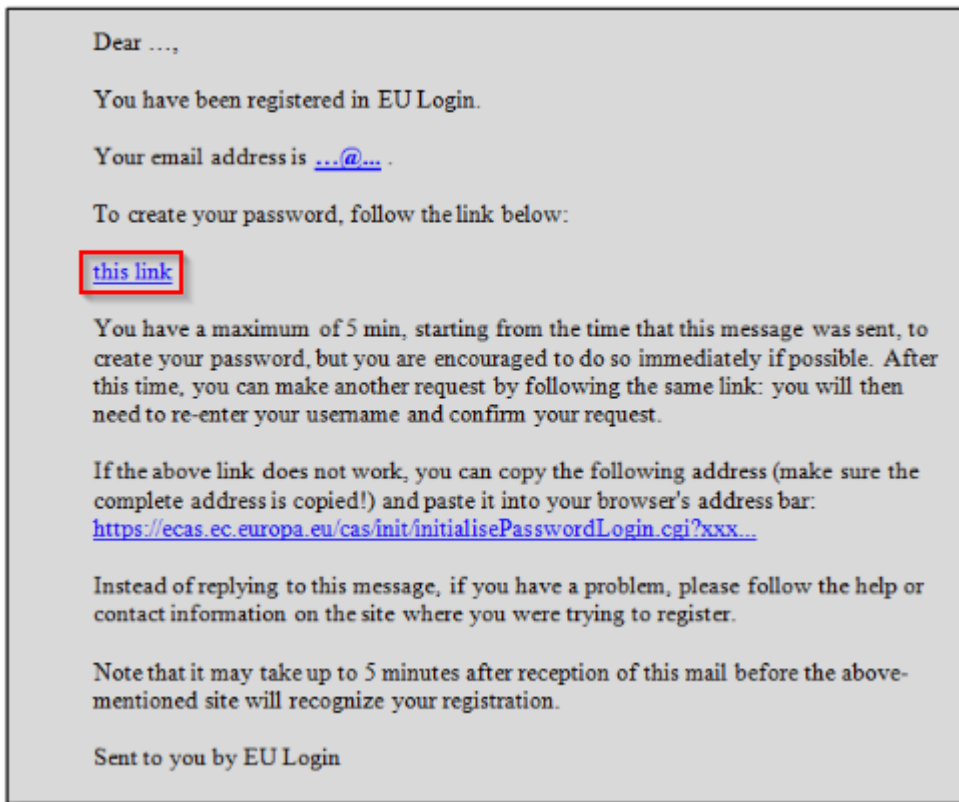 Dear …,
You have been registered in EU Login.
Your email address is …@... .
To create your password, follow the link below:
this link
You have a maximum of 5 min, starting from the time that this message was sent, to
create your password, but you are encouraged to do so immediately if possible. After
this time, you can make another request by following the same link: you will then
need to re-enter your username and confirm your request.
If the above link does not work, you can copy the following address (make sure the
complete address is copied!) and paste it into your browser's address bar:
https://ecas.ec.europa.eu/cas/init/initialisePasswordLogin.cgi?xxx...
Instead of replying to this message, if you have a problem, please follow the help or
contact information on the site where you were trying to register.
Note that it may take up to 5 minutes after reception of this mail before the above-
mentioned site will recognize your registration.
Sent to you by EU Login